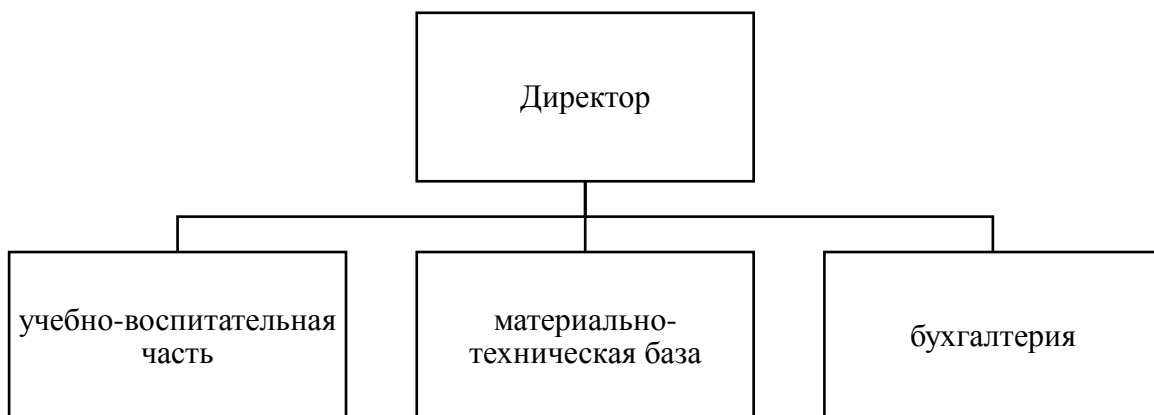 Директор
учебно-воспитательная
часть
материально-
техническая база
бухгалтерия